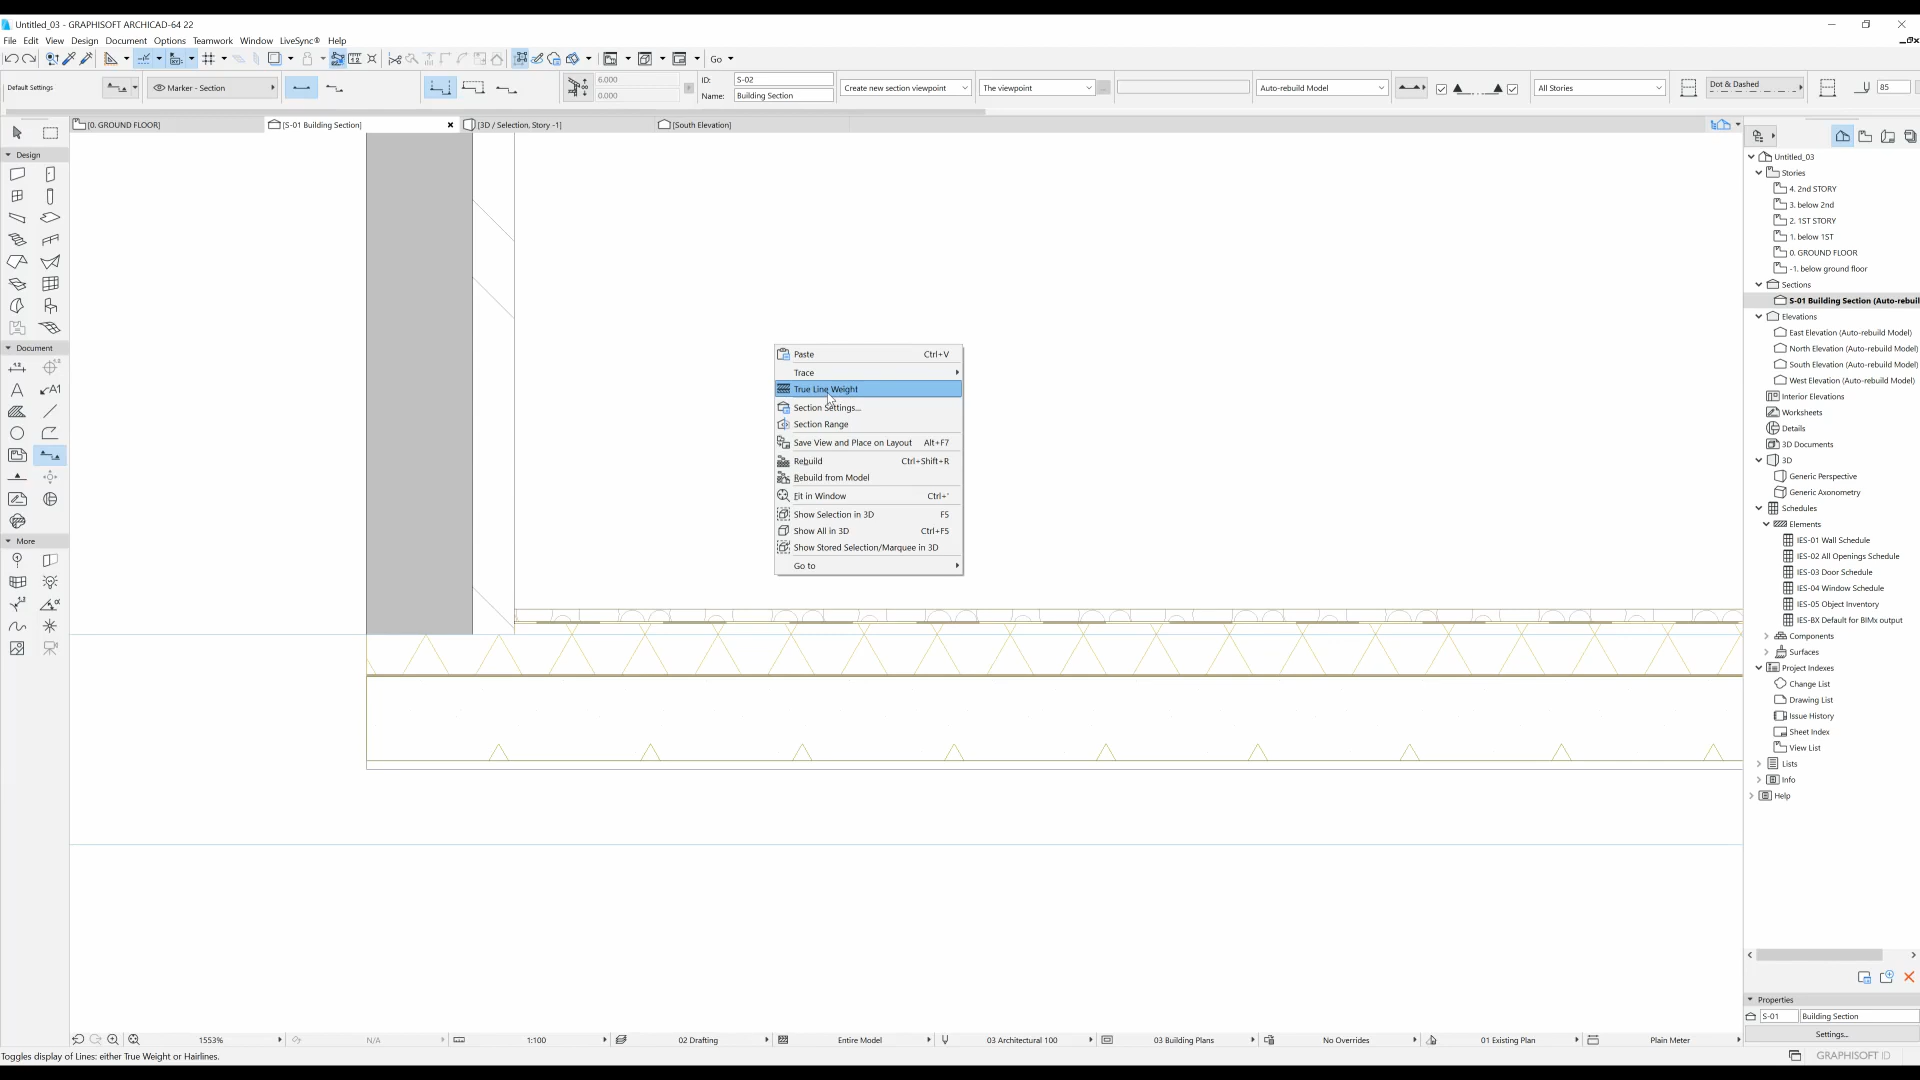 Untitled_03 - GRAPHISOFT ARCHICAD-64 22
File Edit View Design Document Options Teamwork Window LiveSync® Help
Go
Default Settings
Marker - Section
6.000
0.000
ID: S-02
Name: Building Section
Create new section viewpoint
The viewpoint
Auto-rebuild Model
All Stories
Dot & Dashed
85
[0. GROUND FLOOR]
[S-01 Building Section]
[3D / Selection, Story -1]
[South Elevation]
Design
Document
More
Paste Ctrl+V
Trace
True Line Weight
Section Settings...
Section Range
Save View and Place on Layout Alt+F7
Rebuild Ctrl+Shift+R
Rebuild from Model
Fit in Window Ctrl+'
Show Selection in 3D F5
Show All in 3D Ctrl+F5
Show Stored Selection/Marquee in 3D
Go to
Untitled_03
Stories
4. 2nd STORY
3. below 2nd
2. 1ST STORY
1. below 1ST
0. GROUND FLOOR
-1. below ground floor
Sections
S-01 Building Section (Auto-rebuil
Elevations
East Elevation (Auto-rebuild Model)
North Elevation (Auto-rebuild Model)
South Elevation (Auto-rebuild Model)
West Elevation (Auto-rebuild Model)
Interior Elevations
Worksheets
Details
3D Documents
3D
Generic Perspective
Generic Axonometry
Schedules
Elements
IES-01 Wall Schedule
IES-02 All Openings Schedule
IES-03 Door Schedule
IES-04 Window Schedule
IES-05 Object Inventory
IES-BX Default for BIMx output
Components
Surfaces
Project Indexes
Change List
Drawing List
Issue History
Sheet Index
View List
Lists
Info
Help
Properties
S-01 Building Section
Settings...
1553% N/A 1:100 02 Drafting Entire Model 03 Architectural 100 03 Building Plans No Overrides 01 Existing Plan Plain Meter
Toggles display of Lines: either True Weight or Hairlines.
GRAPHISOFT ID